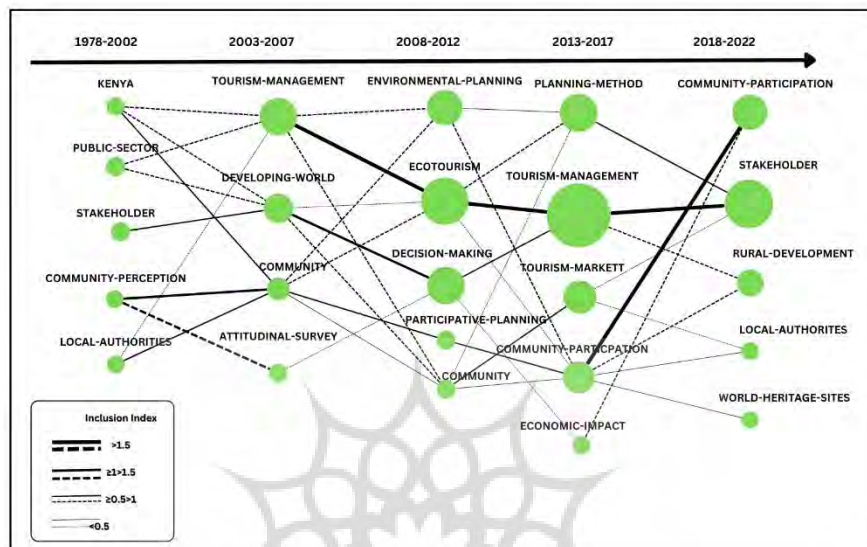 1978-2002 2003-2007 2008-2012 2013-2017 2018-2022
KENYA TOURISM-MANAGEMENT ENVIRONMENTAL-PLANNING PLANNING-METHOD COMMUNITY-PARTICIPATION
PUBLIC-SECTOR DEVELOPING-WORLD ECOTOURISM TOURISM-MANAGEMENT STAKEHOLDER
STAKEHOLDER COMMUNITY DECISION-MAKING TOURISM-MARKETT RURAL-DEVELOPMENT
COMMUNITY-PERCEPTION ATTITUDINAL-SURVEY PARTICIPATIVE-PLANNING COMMUNITY-PARTICPATION LOCAL-AUTHORITES
LOCAL-AUTHORITIES COMMUNITY ECONOMIC-IMPACT WORLD-HERITAGE-SITES
Inclusion Index
>1.5
≥1>1.5
≥0.5>1
<0.5